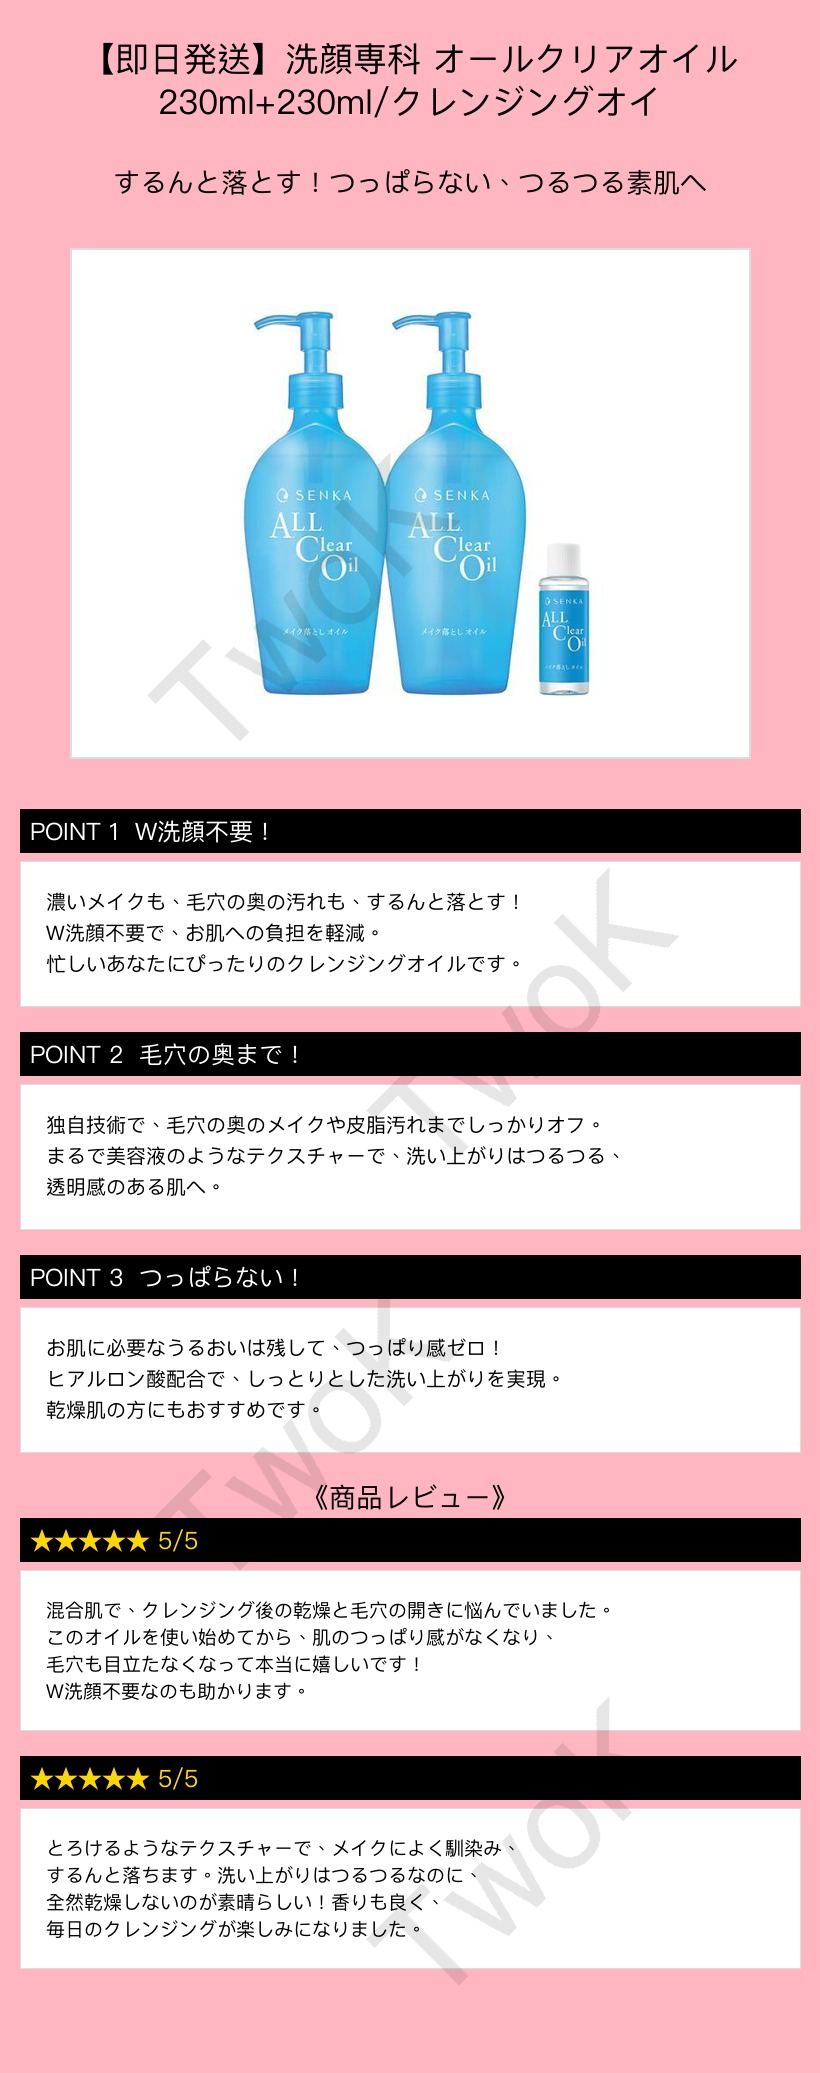 【即日発送】洗顔専科 オールクリアオイル
230ml+230ml/クレンジングオイ
するんと落とす！つっぱらない、つるつる素肌へ
SENKA
ALL
Clear
Oil
メイク落としオイル
SENKA
ALL
Clear
Oil
メイク落としオイル
SENKA
ALL
Clear
Oil
メイク落としオイル
TwoK
POINT 1 W洗顔不要！
濃いメイクも、毛穴の奥の汚れも、するんと落とす！
W洗顔不要で、お肌への負担を軽減。
忙しいあなたにぴったりのクレンジングオイルです。
TwoK
POINT 2 毛穴の奥まで！
独自技術で、毛穴の奥のメイクや皮脂汚れまでしっかりオフ。
まるで美容液のようなテクスチャーで、洗い上がりはつるつる、
透明感のある肌へ。
POINT 3 つっぱらない！
お肌に必要なうるおいは残して、つっぱり感ゼロ！
ヒアルロン酸配合で、しっとりとした洗い上がりを実現。
乾燥肌の方にもおすすめです。
TwoK
《商品レビュー》
★★★★★ 5/5
混合肌で、クレンジング後の乾燥と毛穴の開きに悩んでいました。
このオイルを使い始めてから、肌のつっぱり感がなくなり、
毛穴も目立たなくなって本当に嬉しいです！
W洗顔不要なのも助かります。
★★★★★ 5/5
とろけるようなテクスチャーで、メイクによく馴染み、
するんと落ちます。洗い上がりはつるつるなのに、
全然乾燥しないのが素晴らしい！香りも良く、
毎日のクレンジングが楽しみになりました。
TwoK